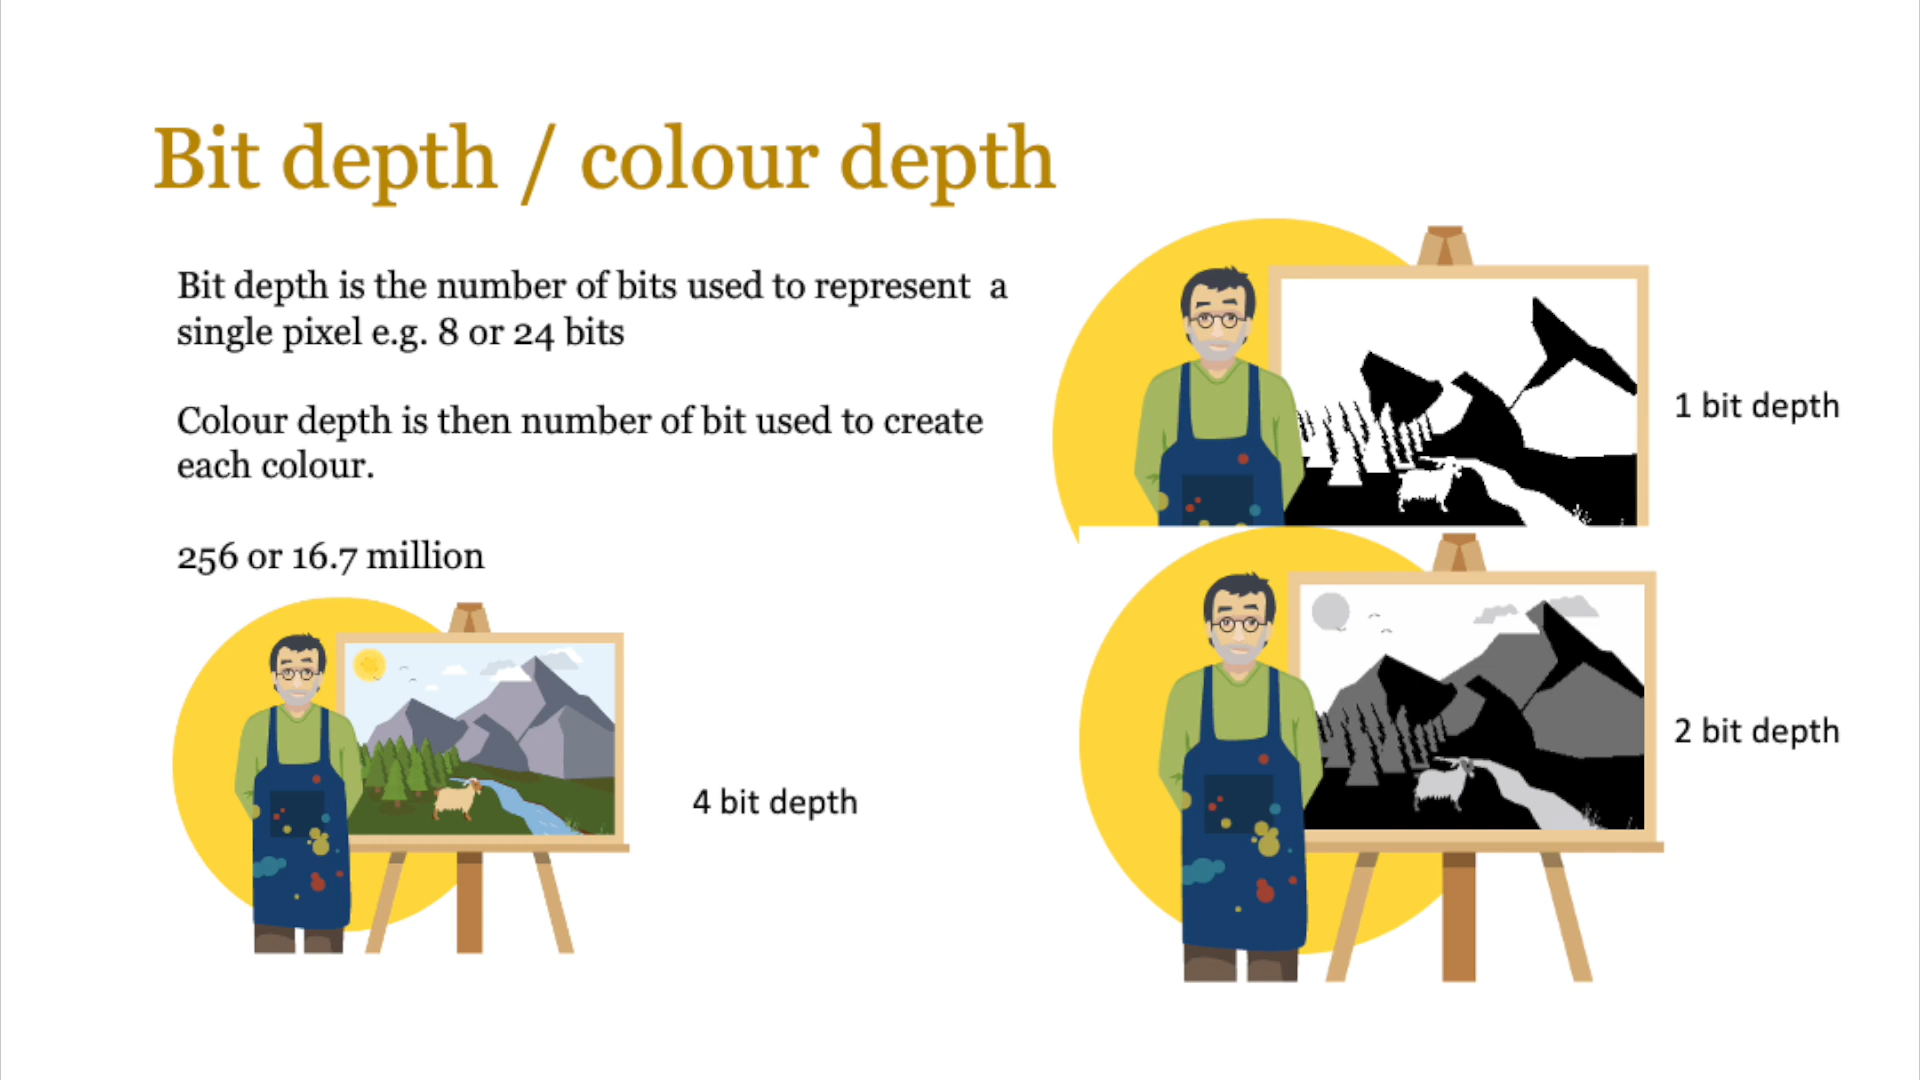 Bit depth / colour depth
Bit depth is the number of bits used to represent  a
single pixel e.g. 8 or 24 bits
Colour depth is then number of bit used to create
each colour.
256 or 16.7 million
1 bit depth
2 bit depth
4 bit depth